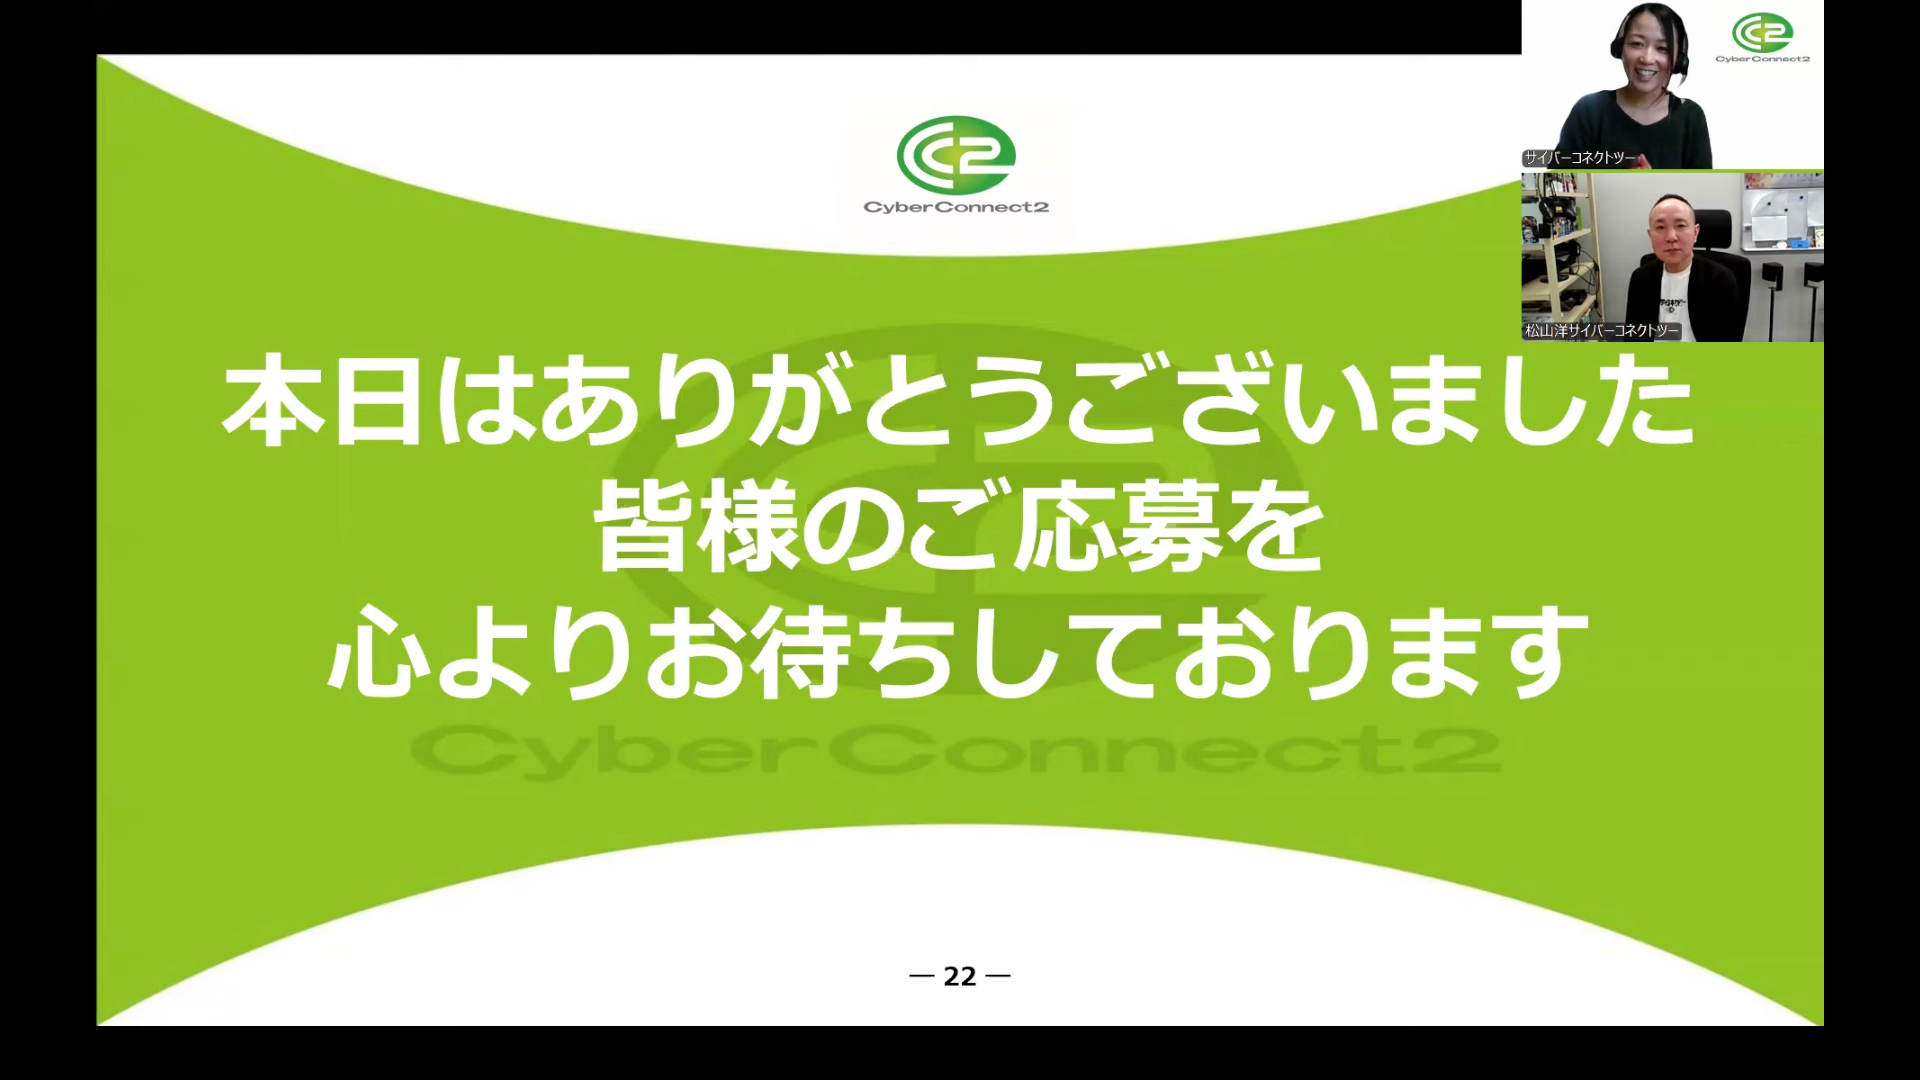 CyberConnect2
CyberConnect2
サイバーコネクトツー
松山洋サイバーコネクトツー
本日はありがとうございました
皆様のご応募を
心よりお待ちしております
CyberConnect2
― 22 ―